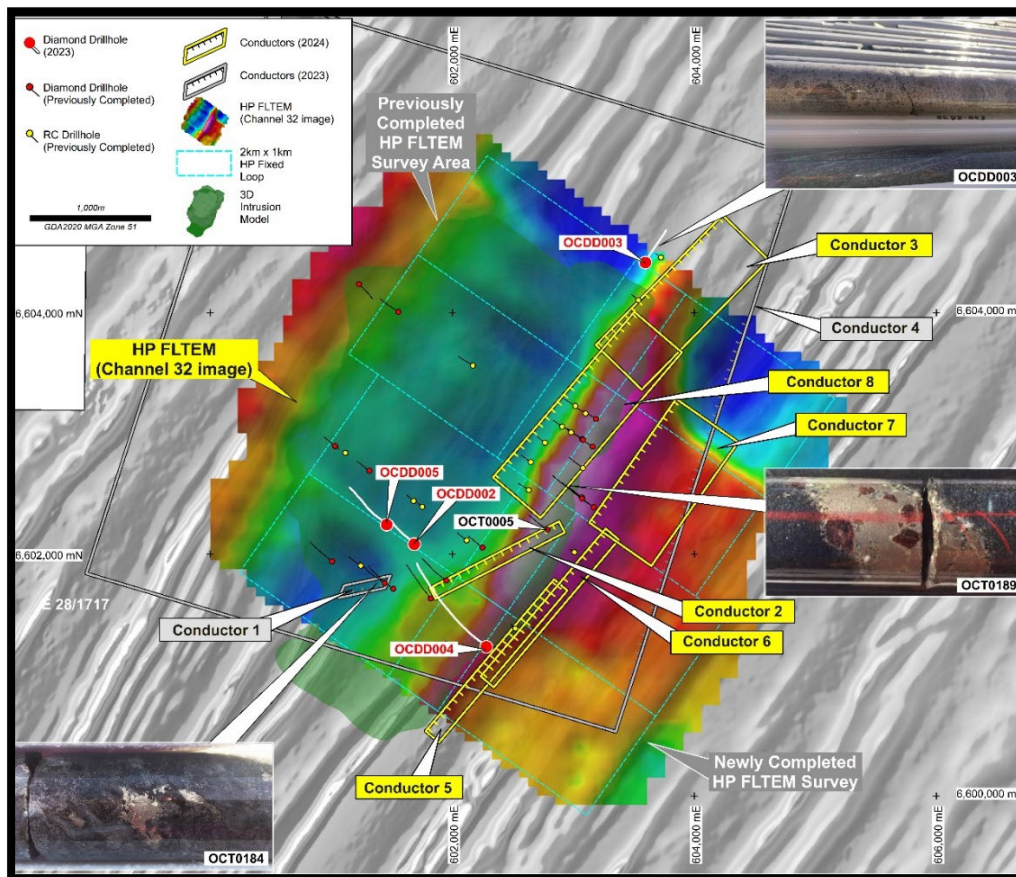 Diamond Drillhole
(2023)
Diamond Drillhole
(Previously Completed)
RC Drillhole
(Previously Completed)
1,000m
GDA2020 MGA Zone 51
Conductors (2024)
Conductors (2023)
HP FLTEM
(Channel 32 image)
2km x 1km
HP Fixed
Loop
3D
Intrusion
Model
602,000 mE
604,000 mE
Previously
Completed
HP FLTEM
Survey Area
OCDD003
OCDD003
Conductor 3
6,604,000 mN
6,604,000 mN
Conductor 4
HP FLTEM
(Channel 32 image)
Conductor 8
Conductor 7
OCDD005
OCDD002
OCT0005
OCT0189
6,602,000 mN
E 28/1717
Conductor 1
Conductor 2
Conductor 6
OCDD004
Newly Completed
HP FLTEM Survey
Conductor 5
OCT0184
6,600,000 mN
602,000 mE
604,000 mE
606,000 mE